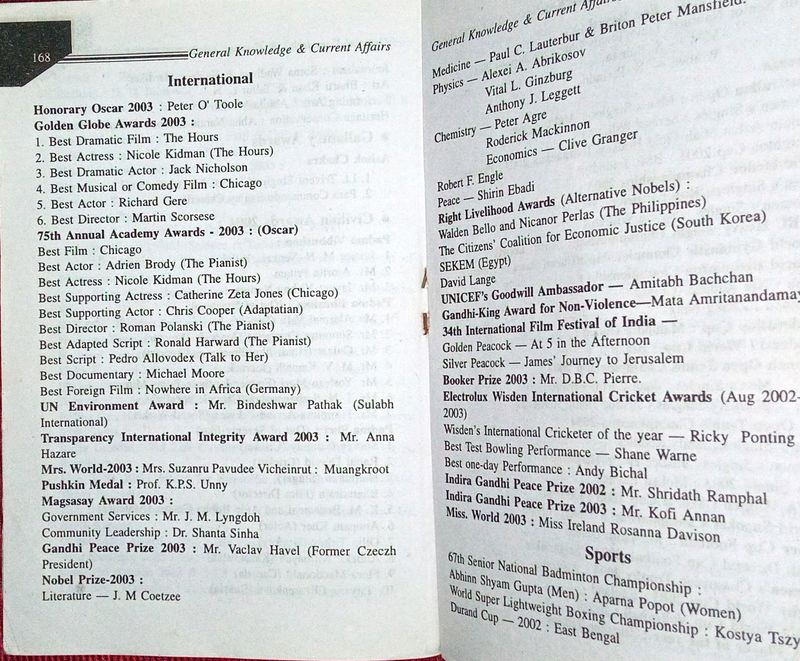 168
General Knowledge & Current Affairs
International
Honorary Oscar 2003 : Peter O' Toole
Golden Globe Awards 2003 :
1. Best Dramatic Film : The Hours
2. Best Actress : Nicole Kidman (The Hours)
3. Best Dramatic Actor : Jack Nicholson
4. Best Musical or Comedy Film : Chicago
5. Best Actor : Richard Gere
6. Best Director : Martin Scorsese
75th Annual Academy Awards - 2003 : (Oscar)
Best Film : Chicago
Best Actor : Adrien Brody (The Pianist)
Best Actress : Nicole Kidman (The Hours)
Best Supporting Actress : Catherine Zeta Jones (Chicago)
Best Supporting Actor : Chris Cooper (Adaptatian)
Best Director : Roman Polanski (The Pianist)
Best Adapted Script : Ronald Harward (The Pianist)
Best Script : Pedro Allovodex (Talk to Her)
Best Documentary : Michael Moore
Best Foreign Film : Nowhere in Africa (Germany)
UN Environment Award : Mr. Bindeshwar Pathak (Sulabh
International)
Transparency International Integrity Award 2003 : Mr. Anna
Hazare
Mrs. World-2003 : Mrs. Suzanru Pavudee Vicheinrut : Muangkroot
Pushkin Medal : Prof. K.P.S. Unny
Magsasay Award 2003 :
Government Services : Mr. J. M. Lyngdoh
Community Leadership : Dr. Shanta Sinha
Gandhi Peace Prize 2003 : Mr. Vaclav Havel (Former Czeczh
President)
Nobel Prize-2003 :
Literature — J. M Coetzee
General Knowledge & Current
Medicine — Paul C. Lauterbur & Briton Peter Mansfield.
Physics — Alexei A. Abrikosov
Vital L. Ginzburg
Anthony J. Leggett
Chemistry — Peter Agre
Roderick Mackinnon
Economics — Clive Granger
Robert F. Engle
Peace — Shirin Ebadi
Right Livelihood Awards (Alternative Nobels) :
Walden Bello and Nicanor Perlas (The Philippines)
The Citizens' Coalition for Economic Justice (South Korea)
SEKEM (Egypt)
David Lange
UNICEF's Goodwill Ambassador — Amitabh Bachchan
Gandhi-King Award for Non-Violence—Mata Amritanandamay
34th International Film Festival of India —
Golden Peacock — At 5 in the Afternoon
Silver Peacock — James' Journey to Jerusalem
Booker Prize 2003 : Mr. D.B.C. Pierre.
Electrolux Wisden International Cricket Awards (Aug 2002-
2003)
Wisden's International Cricketer of the year — Ricky Ponting
Best Test Bowling Performance — Shane Warne
Best one-day Performance : Andy Bichal
Indira Gandhi Peace Prize 2002 : Mr. Shridath Ramphal
Indira Gandhi Peace Prize 2003 : Mr. Kofi Annan
Miss. World 2003 : Miss Ireland Rosanna Davison
Sports
67th Senior National Badminton Championship :
Abhinn Shyam Gupta (Men) : Aparna Popot (Women)
World Super Lightweight Boxing Championship : Kostya Tszy
Durand Cup — 2002 : East Bengal